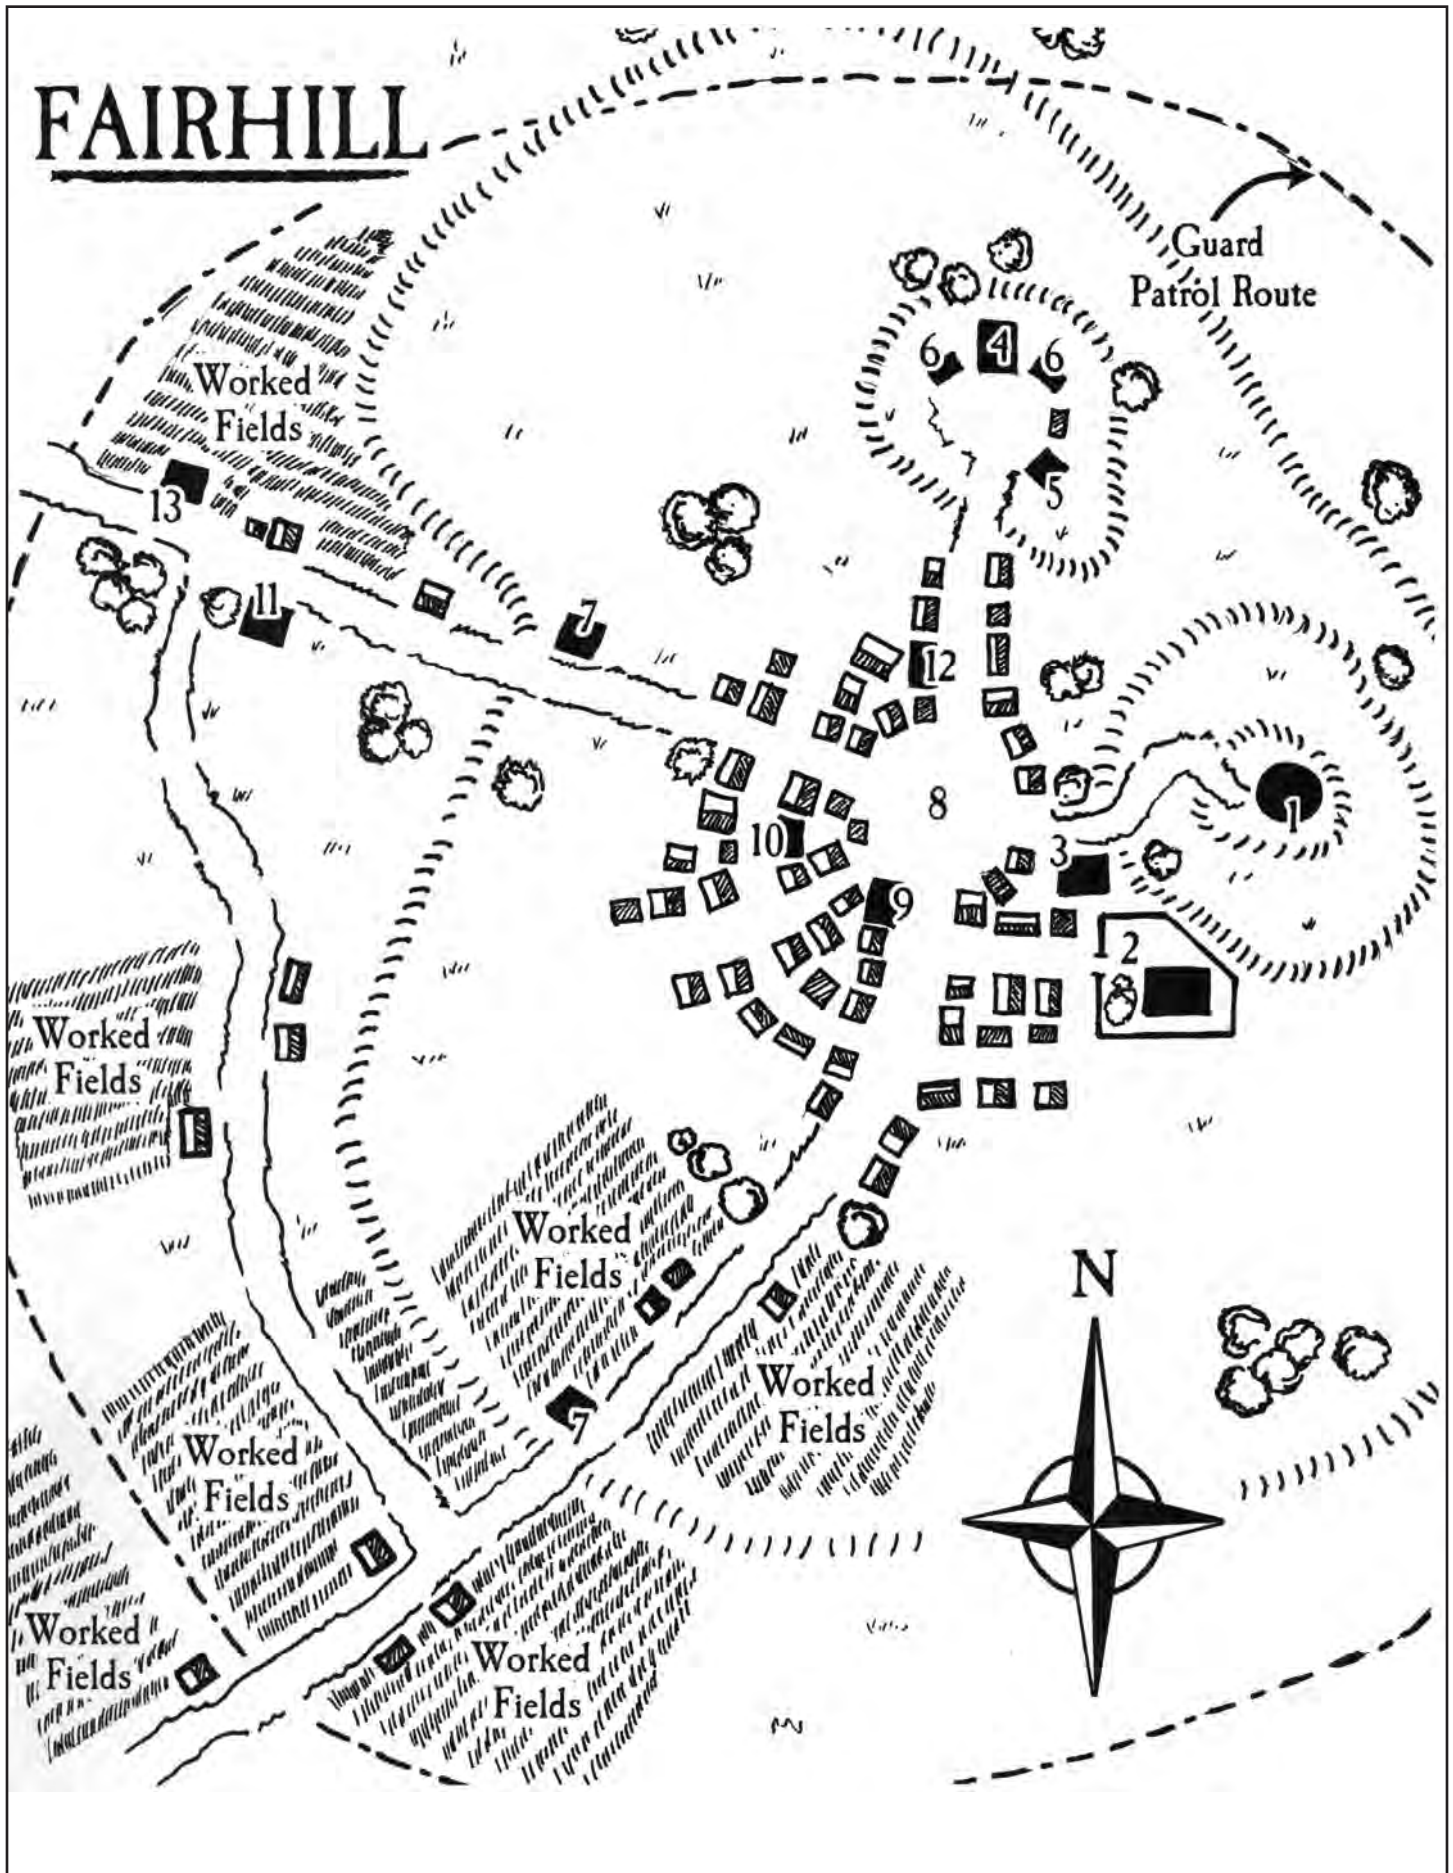 FAIRHILL
Guard
Patrol Route
6
4
6
Worked
Fields
5
13
11
7
12
8
1
10
3
9
2
Worked
Fields
Worked
Fields
N
Worked
Fields
7
Worked
Fields
Worked
Fields
Worked
Fields